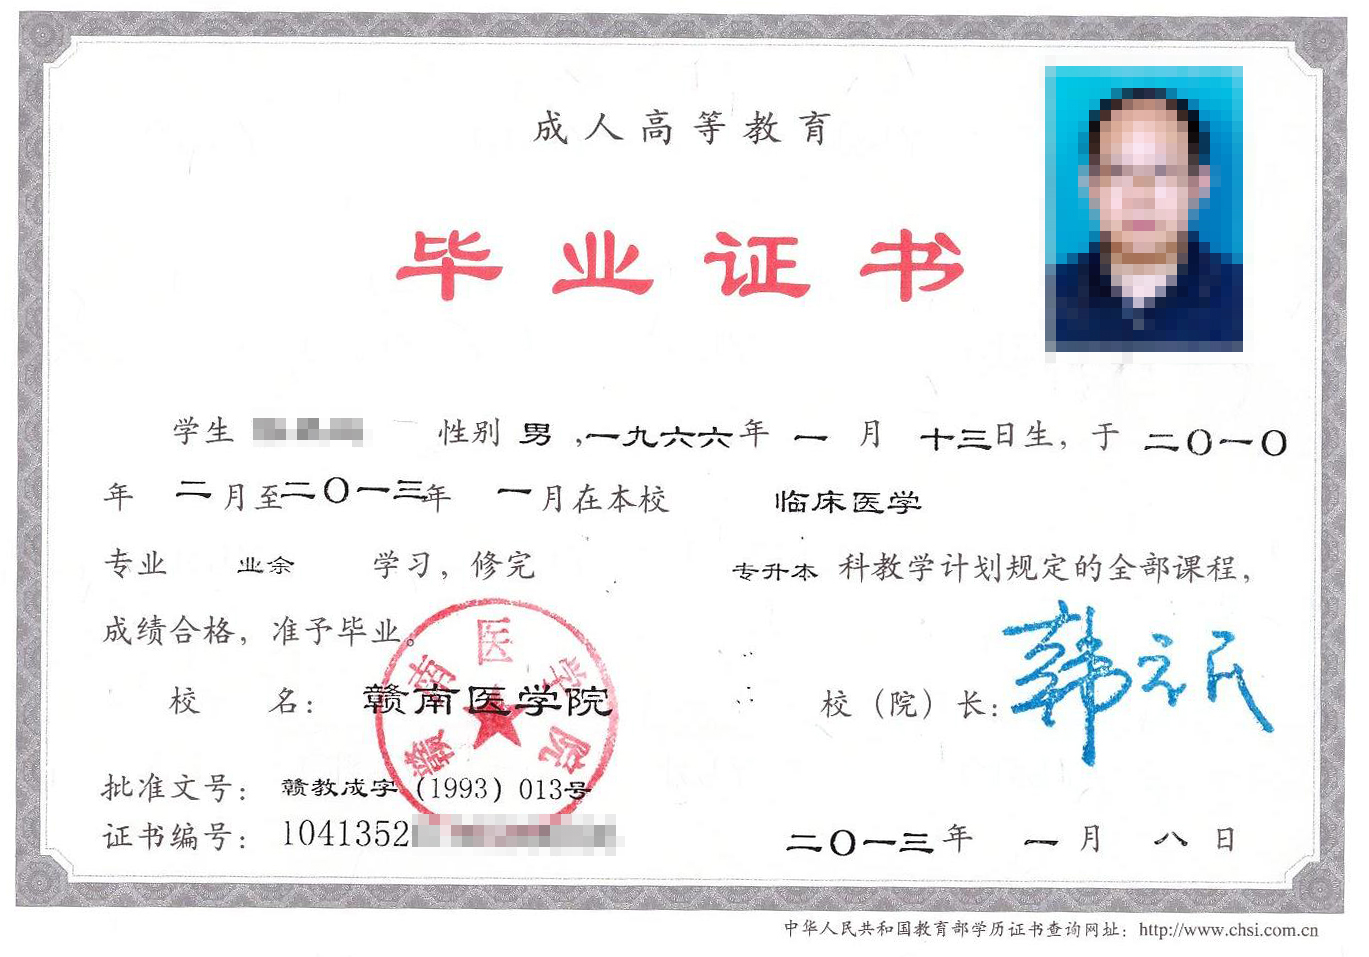 成人高等教育
毕业证书
学生 性别 男 ,一九六六年 一 月 十三日生, 于 二〇一〇
年 二月至二〇一三年 一月在本校 临床医学
专业 业余 学习, 修完 专升本 科教学计划规定的全部课程,
成绩合格, 准予毕业。
校 名: 赣南医学院 校（院）长: 韩立民
赣南医学院
批准文号: 赣教成字（1993）013号
证书编号: 1041352
二〇一三年 一月 八日
中华人民共和国教育部学历证书查询网址: http://www.chsi.com.cn